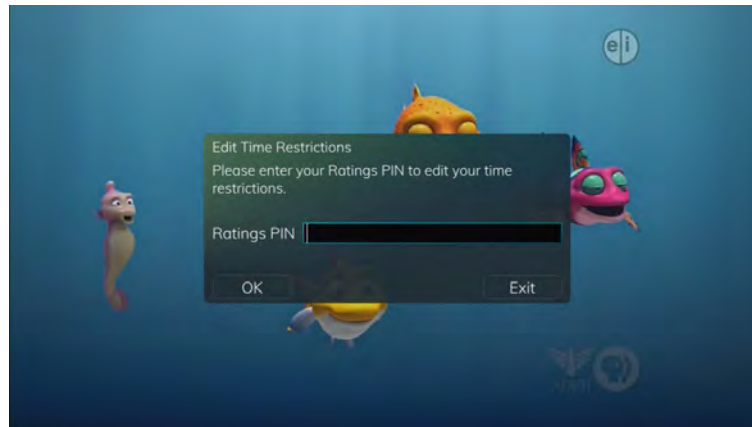 e i
Edit Time Restrictions
Please enter your Ratings PIN to edit your time
restrictions.
Ratings PIN
OK
Exit